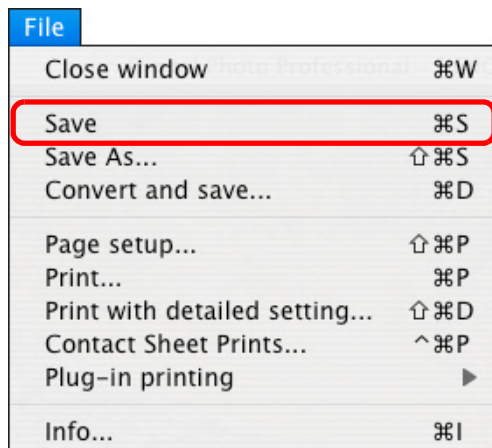 File
Close window ⌘W
Save ⌘S
Save As... ⇧⌘S
Convert and save... ⌘D
Page setup... ⇧⌘P
Print... ⌘P
Print with detailed setting... ⇧⌘D
Contact Sheet Prints... ^⌘P
Plug-in printing ▶
Info... ⌘I